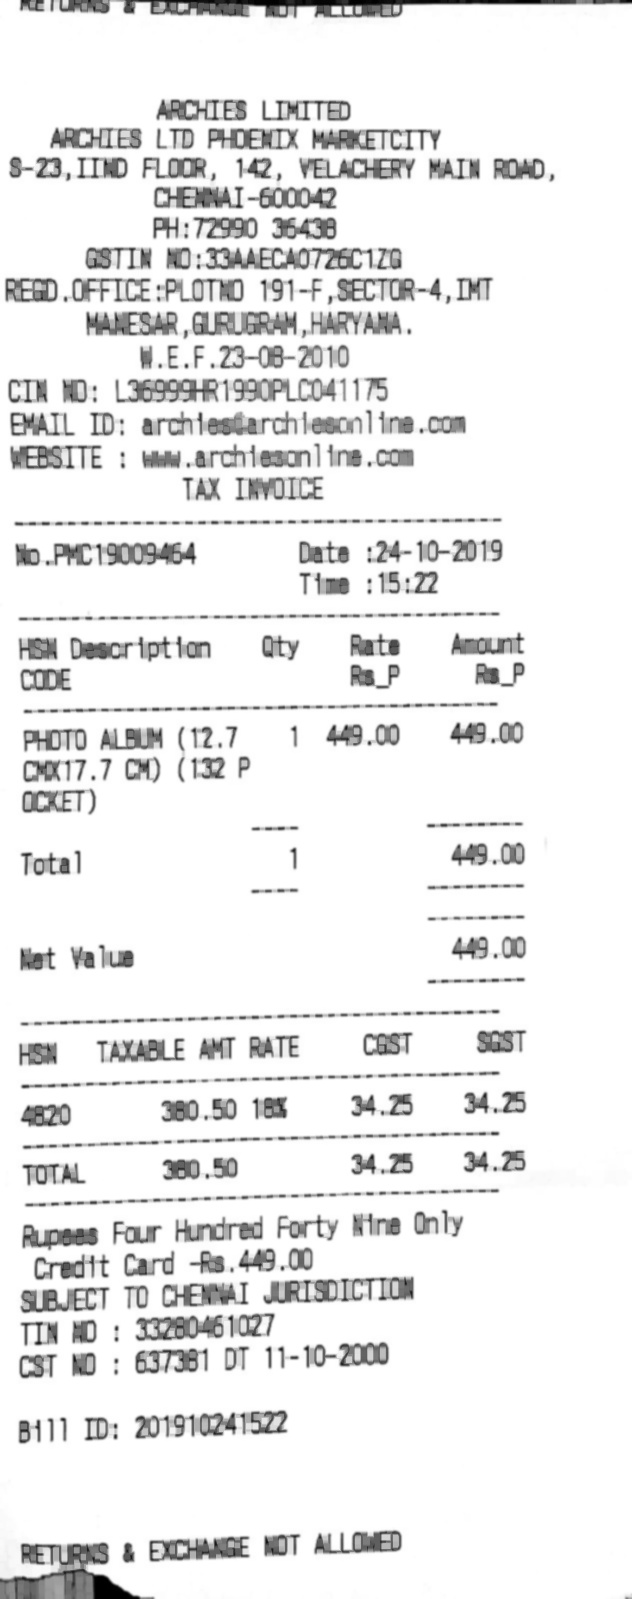 RETURNS & EXCHANGE NOT ALLOWED
ARCHIES LIMITED
ARCHIES LTD PHOENIX MARKETCITY
S-23,IIND FLOOR, 142, VELACHERY MAIN ROAD,
CHENNAI-600042
PH:72990 36438
GSTIN NO:33AAECA0726C1ZG
REGD.OFFICE:PLOTNO 191-F,SECTOR-4,IMT
MANESAR,GURUGRAM,HARYANA.
W.E.F.23-08-2010
CIN NO: L36999HR1990PLC041175
EMAIL ID: archies@archiesonline.com
WEBSITE : www.archiesonline.com
TAX INVOICE
No.PMC19009464 Date :24-10-2019
Time :15:22
HSN Description Qty Rate Amount
CODE Rs_P Rs_P
PHOTO ALBUM (12.7 1 449.00 449.00
CMX17.7 CM) (132 P
OCKET)
Total 1 449.00
Net Value 449.00
HSN TAXABLE AMT RATE CGST SGST
4820 380.50 18% 34.25 34.25
TOTAL 380.50 34.25 34.25
Rupees Four Hundred Forty Nine Only
Credit Card -Rs.449.00
SUBJECT TO CHENNAI JURISDICTION
TIN NO : 33280461027
CST NO : 637381 DT 11-10-2000
Bill ID: 201910241522
RETURNS & EXCHANGE NOT ALLOWED